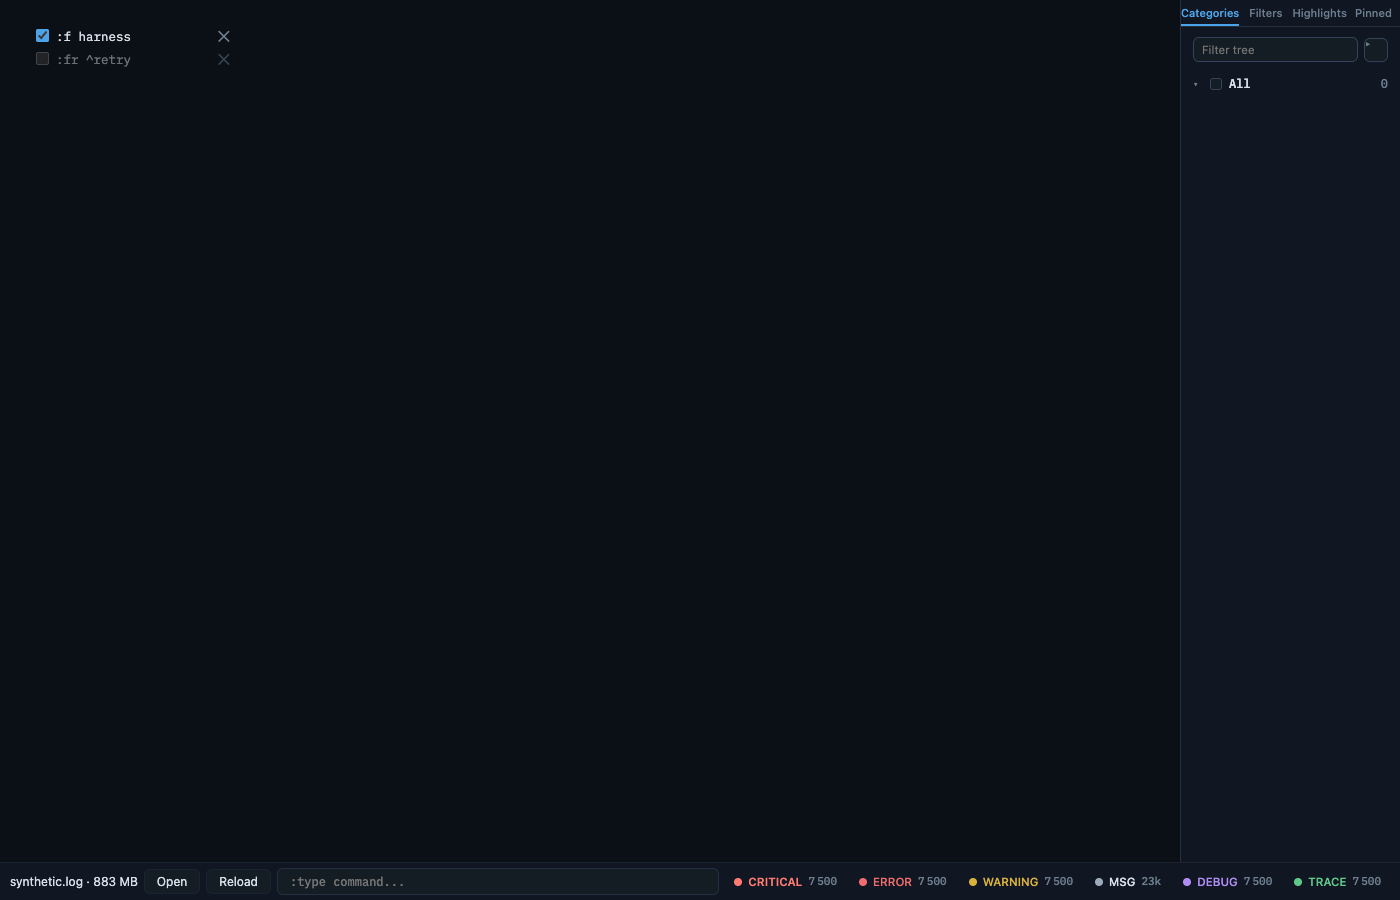 :f harness
:fr ^retry
Categories Filters Highlights Pinned
Filter tree
All 0
synthetic.log · 883 MB Open Reload :type command... CRITICAL 7 500 ERROR 7 500 WARNING 7 500 MSG 23k DEBUG 7 500 TRACE 7 500